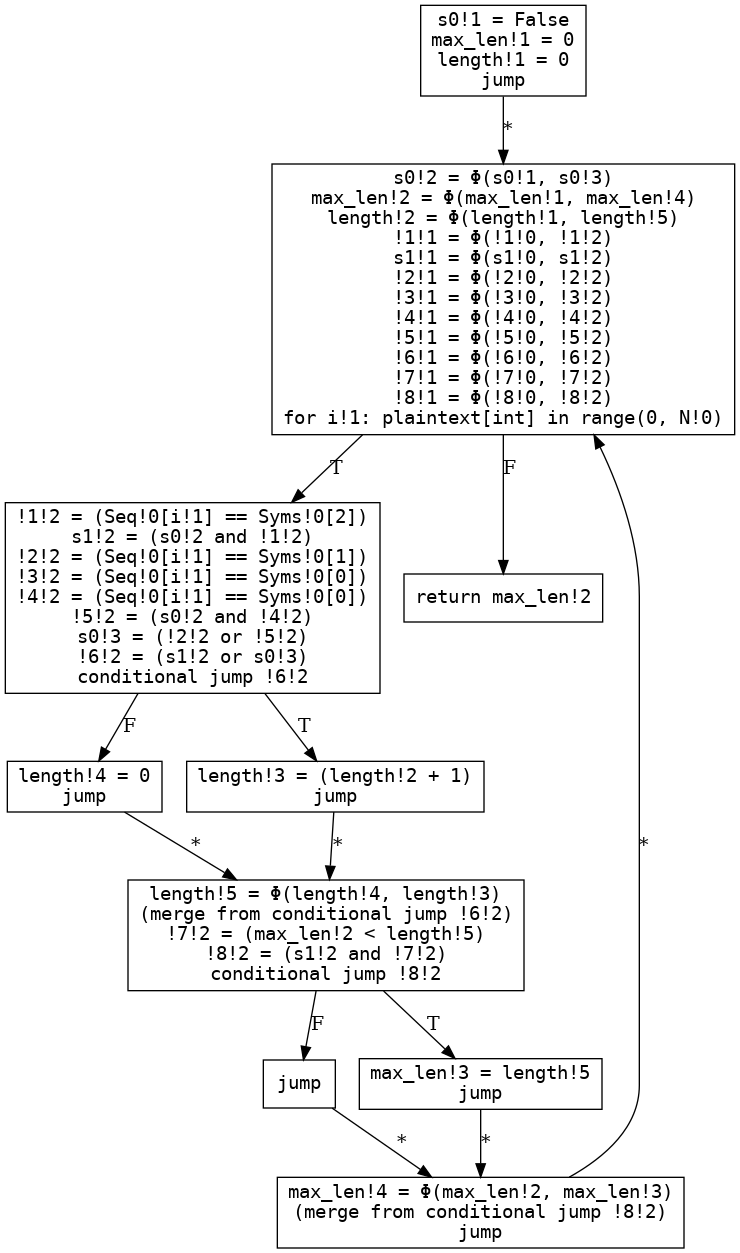 s0!1 = False
max_len!1 = 0
length!1 = 0
jump
*
s0!2 = Φ(s0!1, s0!3)
max_len!2 = Φ(max_len!1, max_len!4)
length!2 = Φ(length!1, length!5)
!1!1 = Φ(!1!0, !1!2)
s1!1 = Φ(s1!0, s1!2)
!2!1 = Φ(!2!0, !2!2)
!3!1 = Φ(!3!0, !3!2)
!4!1 = Φ(!4!0, !4!2)
!5!1 = Φ(!5!0, !5!2)
!6!1 = Φ(!6!0, !6!2)
!7!1 = Φ(!7!0, !7!2)
!8!1 = Φ(!8!0, !8!2)
for i!1: plaintext[int] in range(0, N!0)
T
F
!1!2 = (Seq!0[i!1] == Syms!0[2])
s1!2 = (s0!2 and !1!2)
!2!2 = (Seq!0[i!1] == Syms!0[1])
!3!2 = (Seq!0[i!1] == Syms!0[0])
!4!2 = (Seq!0[i!1] == Syms!0[0])
!5!2 = (s0!2 and !4!2)
s0!3 = (!2!2 or !5!2)
!6!2 = (s1!2 or s0!3)
conditional jump !6!2
return max_len!2
F
T
length!4 = 0
jump
length!3 = (length!2 + 1)
jump
*
*
*
length!5 = Φ(length!4, length!3)
(merge from conditional jump !6!2)
!7!2 = (max_len!2 < length!5)
!8!2 = (s1!2 and !7!2)
conditional jump !8!2
F
T
jump
max_len!3 = length!5
jump
*
*
max_len!4 = Φ(max_len!2, max_len!3)
(merge from conditional jump !8!2)
jump